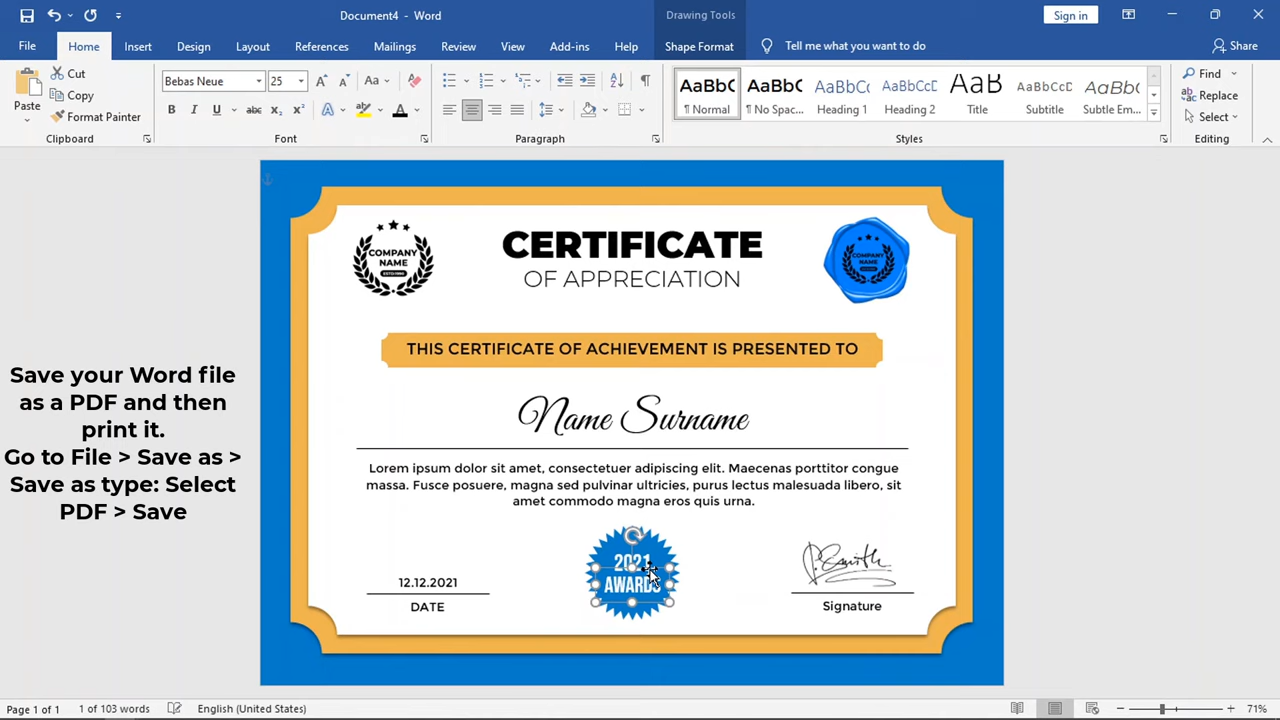 Document4 - Word
Drawing Tools
Sign in
File
Home
Insert
Design
Layout
References
Mailings
Review
View
Add-ins
Help
Shape Format
Tell me what you want to do
Share
Paste
Cut
Copy
Format Painter
Clipboard
Bebas Neue
25
Font
Paragraph
AaBbC
¶ Normal
AaBbC
¶ No Spac...
AaBbC
Heading 1
AaBbC
Heading 2
AaB
Title
AaBbC
Subtitle
AaBbC
Subtle Em...
Styles
Find
Replace
Select
Editing
Save your Word file
as a PDF and then
print it.
Go to File > Save as >
Save as type: Select
PDF > Save
COMPANY
NAME
CERTIFICATE
OF APPRECIATION
COMPANY
NAME
THIS CERTIFICATE OF ACHIEVEMENT IS PRESENTED TO
Name Surname
Lorem ipsum dolor sit amet, consectetuer adipiscing elit. Maecenas porttitor congue
massa. Fusce posuere, magna sed pulvinar ultricies, purus lectus malesuada libero, sit
amet commodo magna eros quis urna.
12.12.2021
DATE
2021
AWARDS
Signature
Page 1 of 1
1 of 103 words
English (United States)
71%